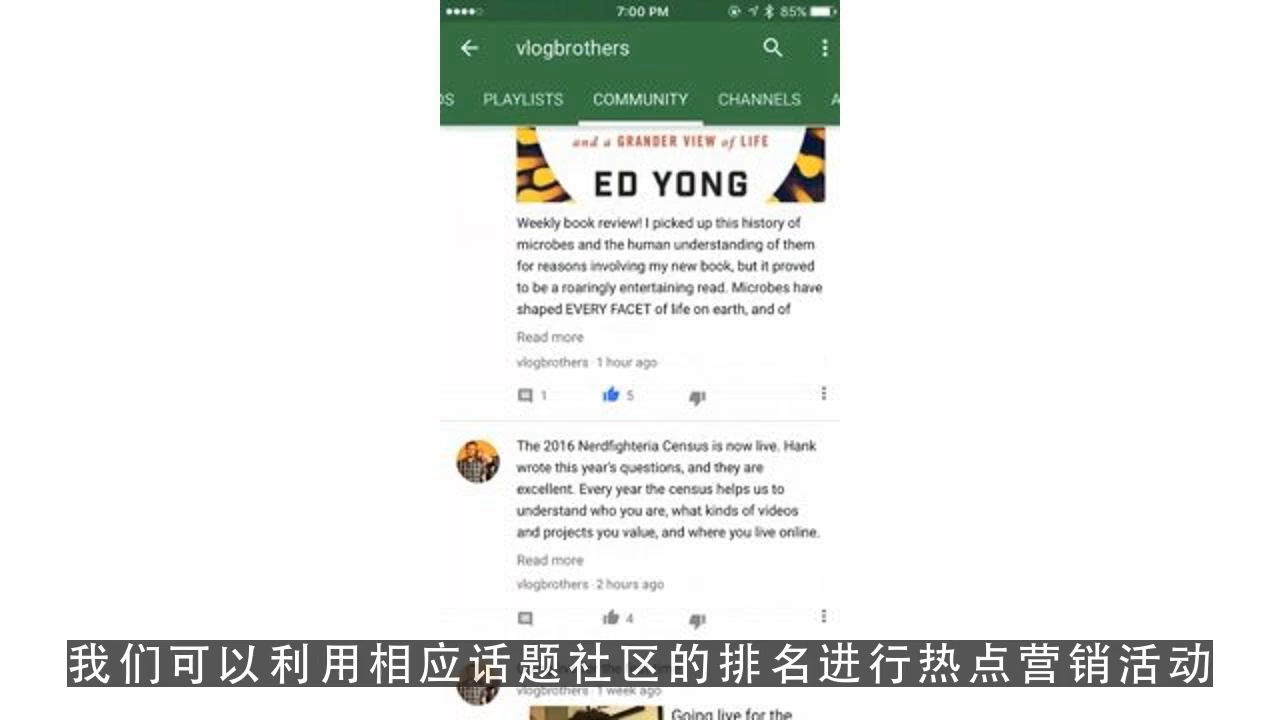 7:00 PM
85%
vlogbrothers
PLAYLISTS
COMMUNITY
CHANNELS
and a GRANDER VIEW of LIFE
ED YONG
Weekly book review! I picked up this history of
microbes and the human understanding of them
for reasons involving my new book, but it proved
to be a roaringly entertaining read. Microbes have
shaped EVERY FACET of life on earth, and of
Read more
vlogbrothers · 1 hour ago
1
5
The 2016 Nerdfighteria Census is now live. Hank
wrote this year's questions, and they are
excellent. Every year the census helps us to
understand who you are, what kinds of videos
and projects you value, and where you live online.
Read more
vlogbrothers · 2 hours ago
4
我们可以利用相应话题社区的排名进行热点营销活动
vlogbrothers · 1 week ago
Going live for the